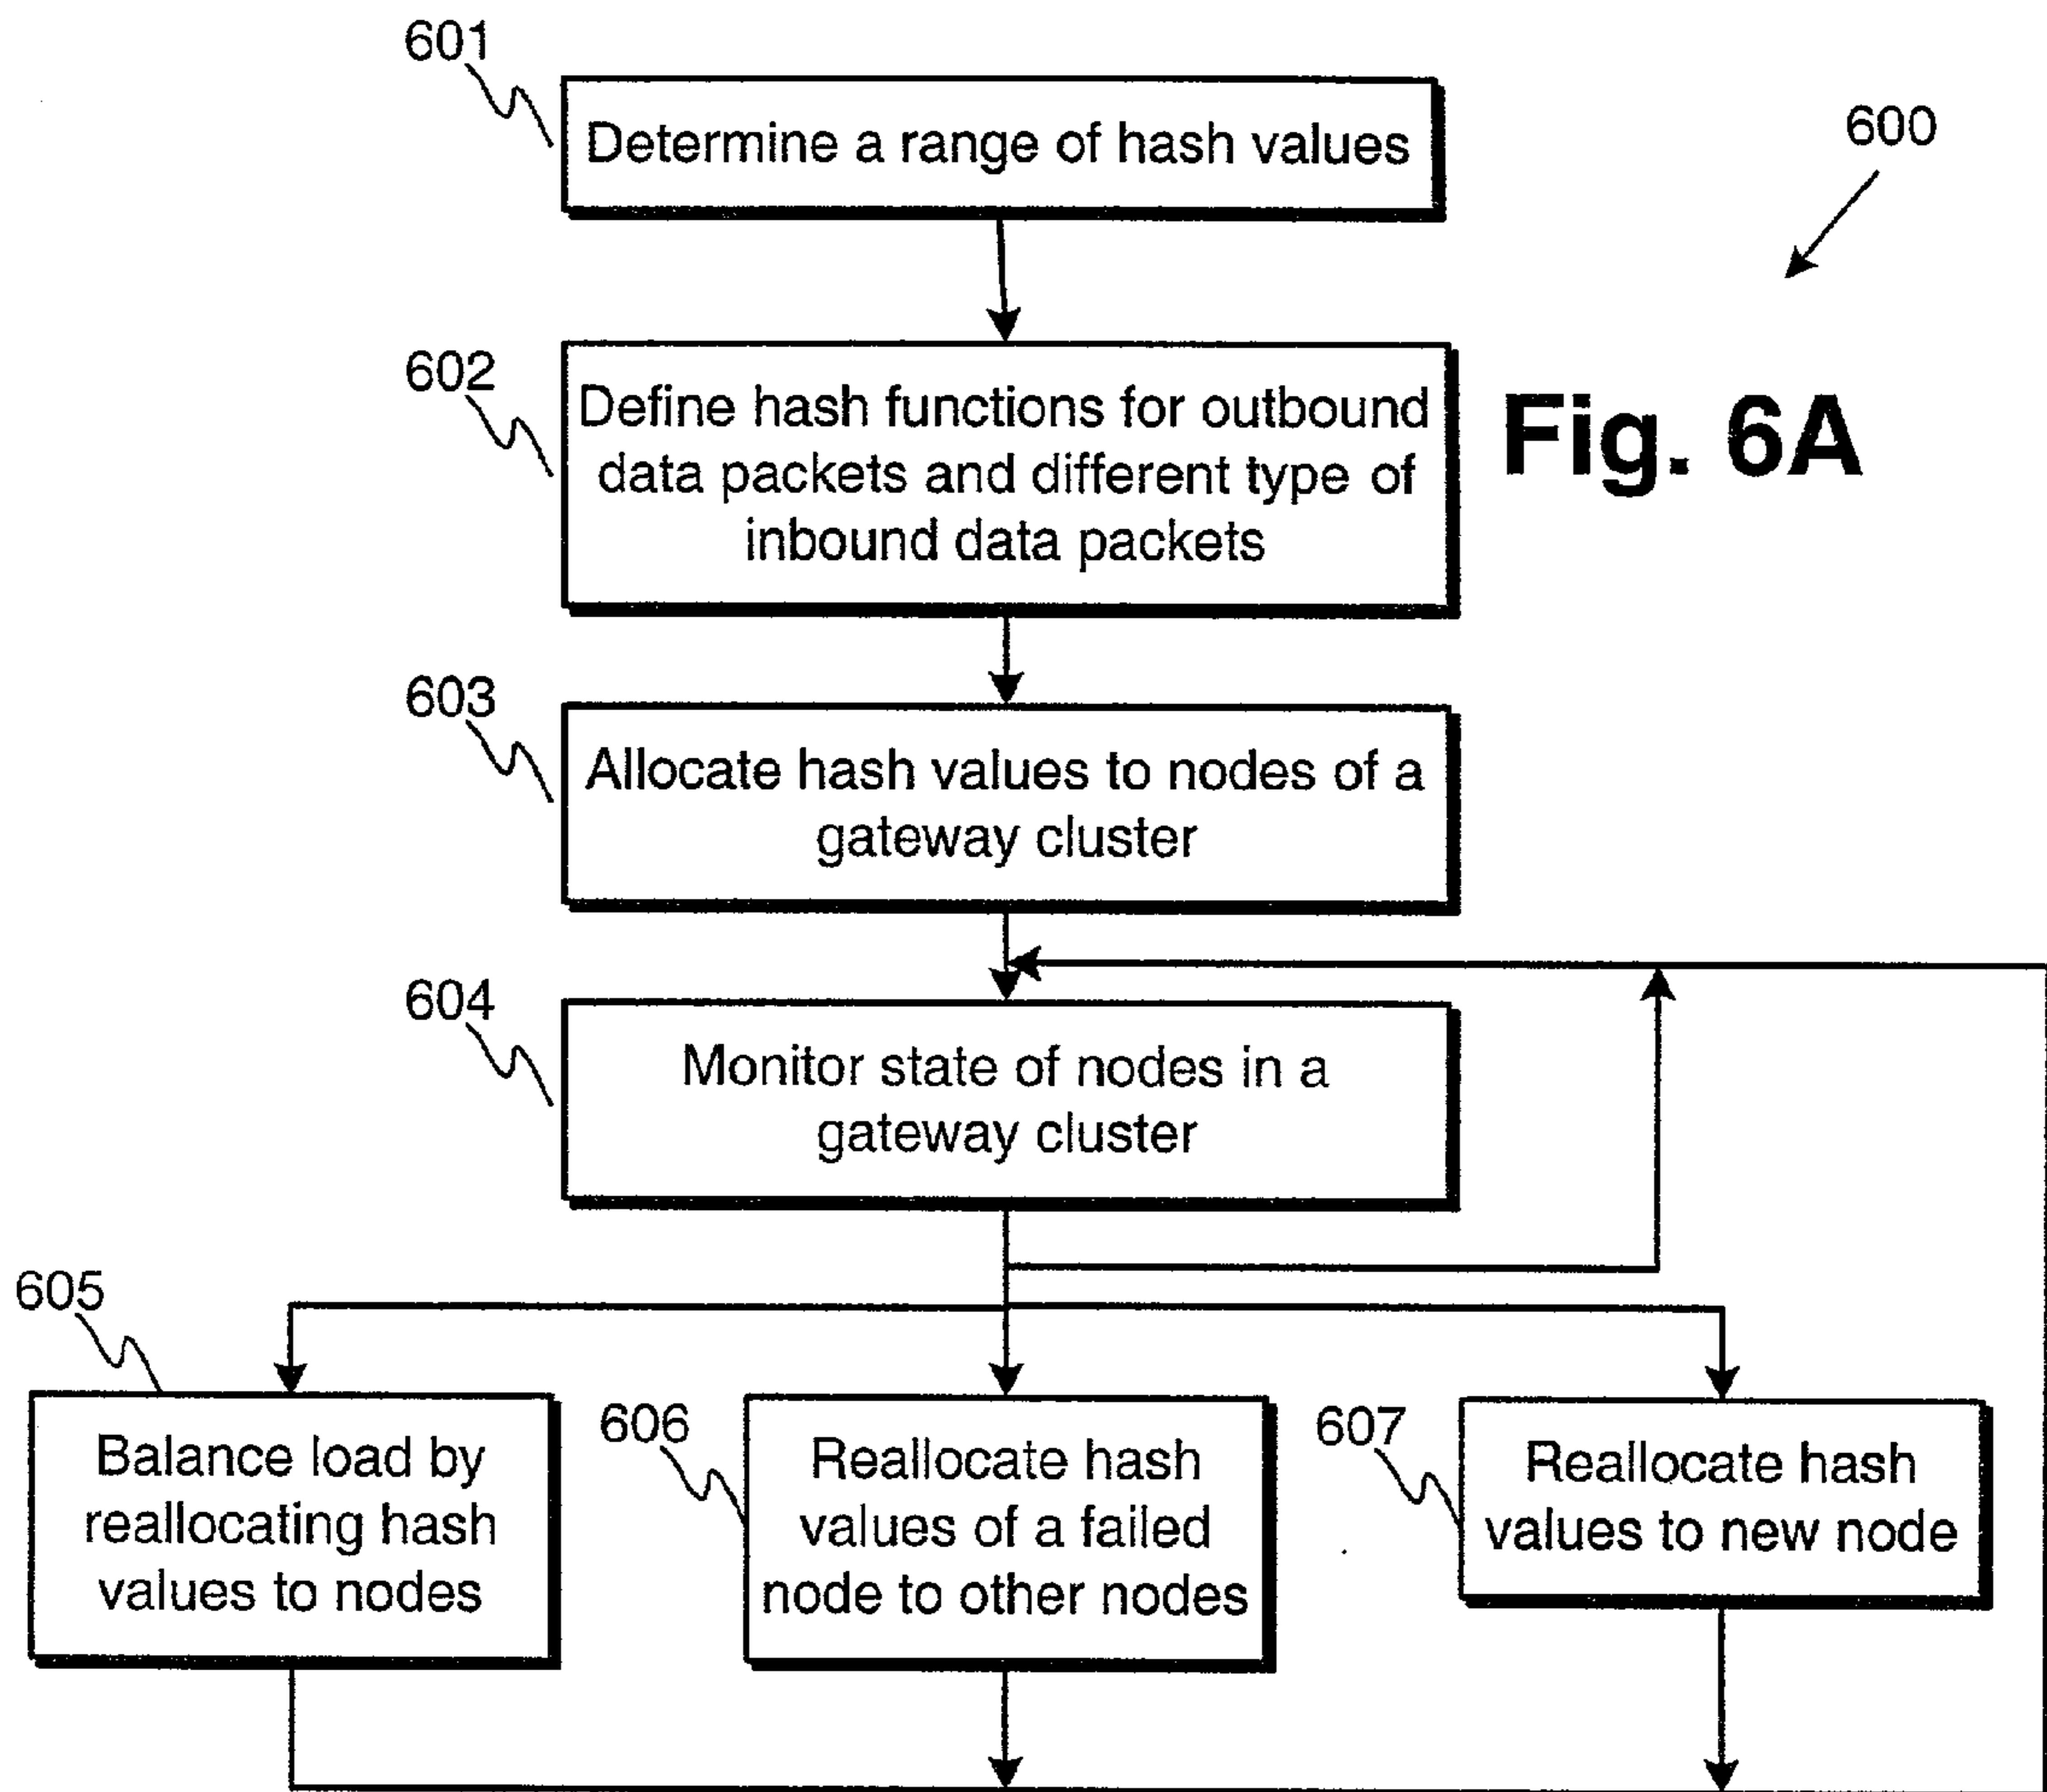 601
Determine a range of hash values
600
602
Define hash functions for outbound
data packets and different type of
inbound data packets
Fig. 6A
603
Allocate hash values to nodes of a
gateway cluster
604
Monitor state of nodes in a
gateway cluster
605
Balance load by
reallocating hash
values to nodes
606
Reallocate hash
values of a failed
node to other nodes
607
Reallocate hash
values to new node